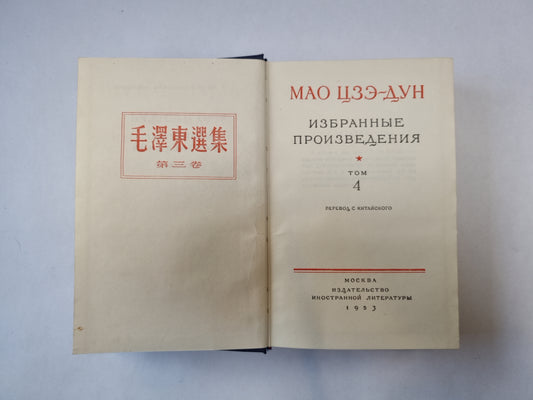 毛澤東選集
第三卷
МАО ЦЗЭ-ДУН
ИЗБРАННЫЕ
ПРОИЗВЕДЕНИЯ
ТОМ
4
ПЕРЕВОД С КИТАЙСКОГО
МОСКВА
ИЗДАТЕЛЬСТВО
ИНОСТРАННОЙ ЛИТЕРАТУРЫ
1953